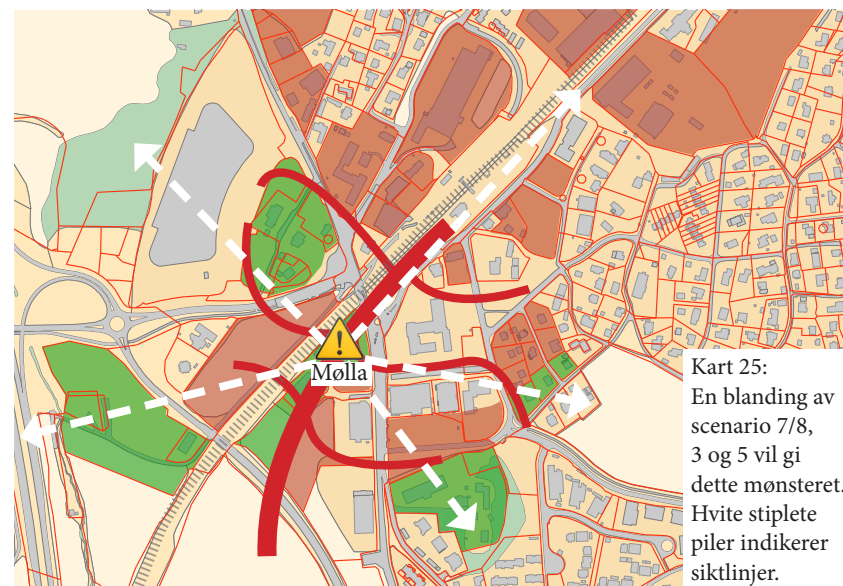 Mølla
Kart 25:
En blanding av
scenario 7/8,
3 og 5 vil gi
dette mønsteret.
Hvite stiplete
piler indikerer
siktlinjer.